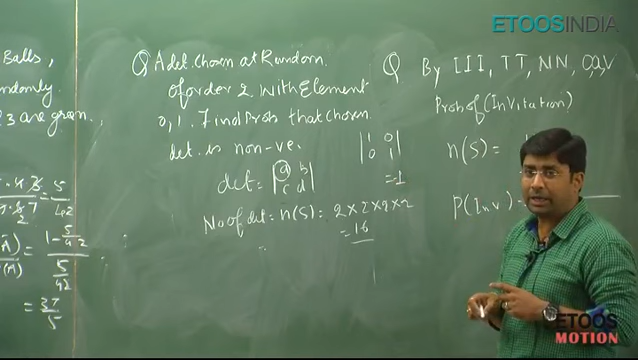 ETOOSINDIA
Balls,
ndomly.
3 are green.
= 5/42
1 - 5/42
5/42
= 37/5
Q A det. Chosen at Random
of order 2 with Element
0, 1. Find Prob that chosen
det. is non-ve.
|1 0|
|0 1|
= 1
det = |a b|
|c d|
No of det = n(S) = 2 × 2 × 2 × 2
= 16
Q By III, TT, NN, O, A, V
Prob of (InVitation)
n(S) =
P(Inv) =
ETOOS
MOTION